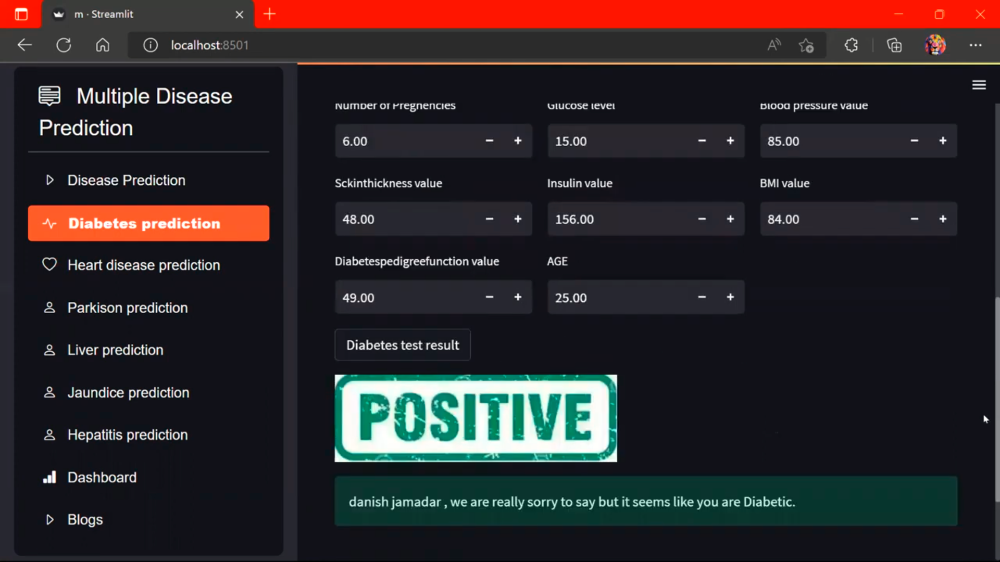 m · Streamlit
localhost:8501
Multiple Disease
Prediction
Disease Prediction
Diabetes prediction
Heart disease prediction
Parkison prediction
Liver prediction
Jaundice prediction
Hepatitis prediction
Dashboard
Blogs
Number of Pregnencies
Glucose level
Blood pressure value
6.00
15.00
85.00
Sckinthickness value
Insulin value
BMI value
48.00
156.00
84.00
Diabetespedigreefunction value
AGE
49.00
25.00
Diabetes test result
POSITIVE
danish jamadar , we are really sorry to say but it seems like you are Diabetic.